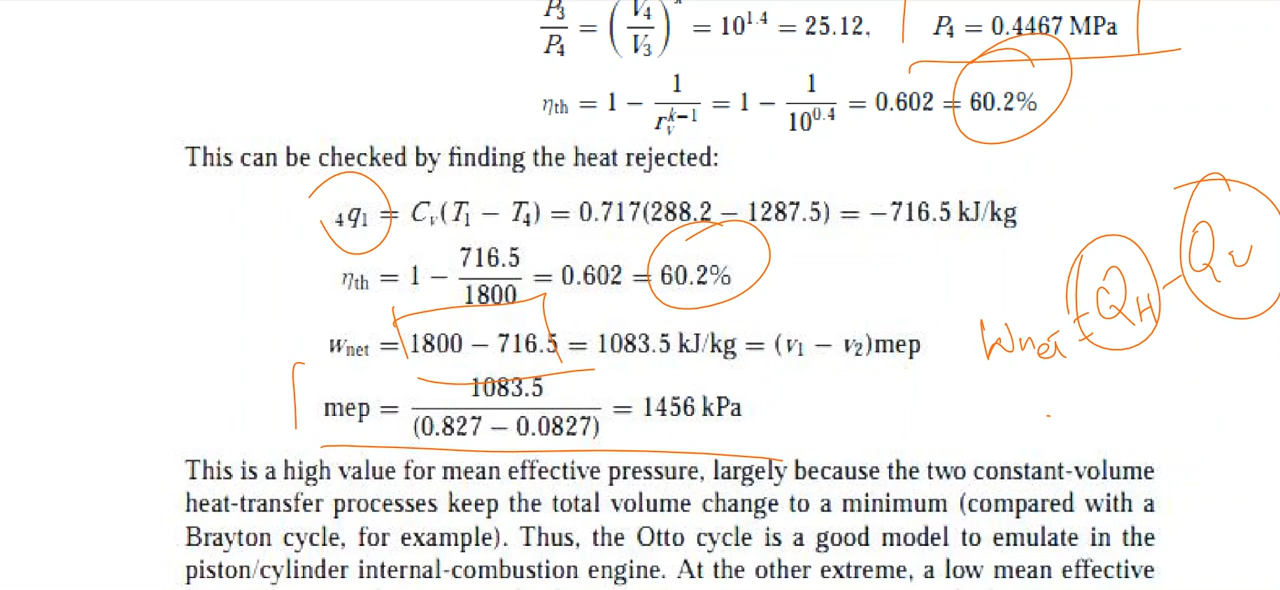 P₃/P₄ = (V₄/V₃) = 10^1.4 = 25.12, P₄ = 0.4467 MPa
ηth = 1 − 1/rᵥ^(k−1) = 1 − 1/10^0.4 = 0.602 = 60.2%
This can be checked by finding the heat rejected:
₄q₁ = Cᵥ(T₁ − T₄) = 0.717(288.2 − 1287.5) = −716.5 kJ/kg
ηth = 1 − 716.5/1800 = 0.602 = 60.2%
wnet = 1800 − 716.5 = 1083.5 kJ/kg = (v₁ − v₂)mep
Wnet = QH − QL
mep = 1083.5/(0.827 − 0.0827) = 1456 kPa
This is a high value for mean effective pressure, largely because the two constant-volume
heat-transfer processes keep the total volume change to a minimum (compared with a
Brayton cycle, for example). Thus, the Otto cycle is a good model to emulate in the
piston/cylinder internal-combustion engine. At the other extreme, a low mean effective